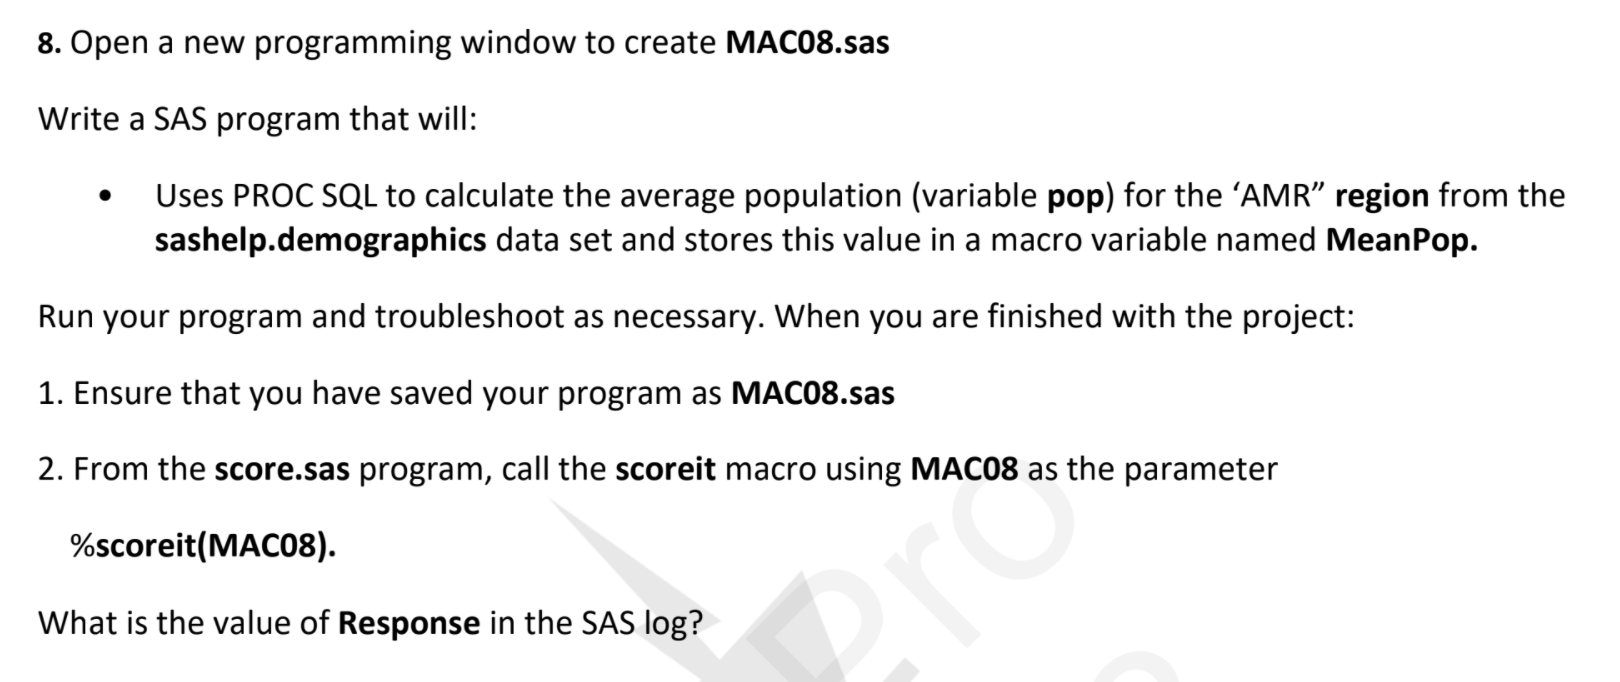 8. Open a new programming window to create MAC08.sas
Write a SAS program that will:
• Uses PROC SQL to calculate the average population (variable pop) for the ‘AMR” region from the
sashelp.demographics data set and stores this value in a macro variable named MeanPop.
Run your program and troubleshoot as necessary. When you are finished with the project:
1. Ensure that you have saved your program as MAC08.sas
2. From the score.sas program, call the scoreit macro using MAC08 as the parameter
%scoreit(MAC08).
What is the value of Response in the SAS log?
Pro